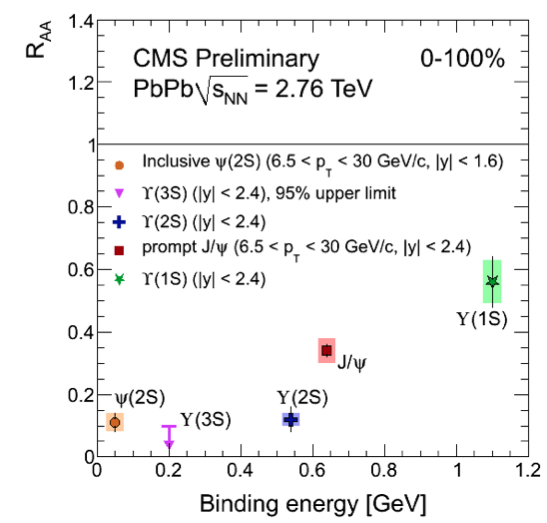 R_AA
1.4
CMS Preliminary 0-100%
PbPb √s_NN = 2.76 TeV
1.2
1
Inclusive ψ(2S) (6.5 < p_T < 30 GeV/c, |y| < 1.6)
ϒ(3S) (|y| < 2.4), 95% upper limit
0.8
ϒ(2S) (|y| < 2.4)
prompt J/ψ (6.5 < p_T < 30 GeV/c, |y| < 2.4)
ϒ(1S) (|y| < 2.4)
0.6
ϒ(1S)
0.4
J/ψ
0.2
ψ(2S)
ϒ(3S)
ϒ(2S)
0
0 0.2 0.4 0.6 0.8 1 1.2
Binding energy [GeV]